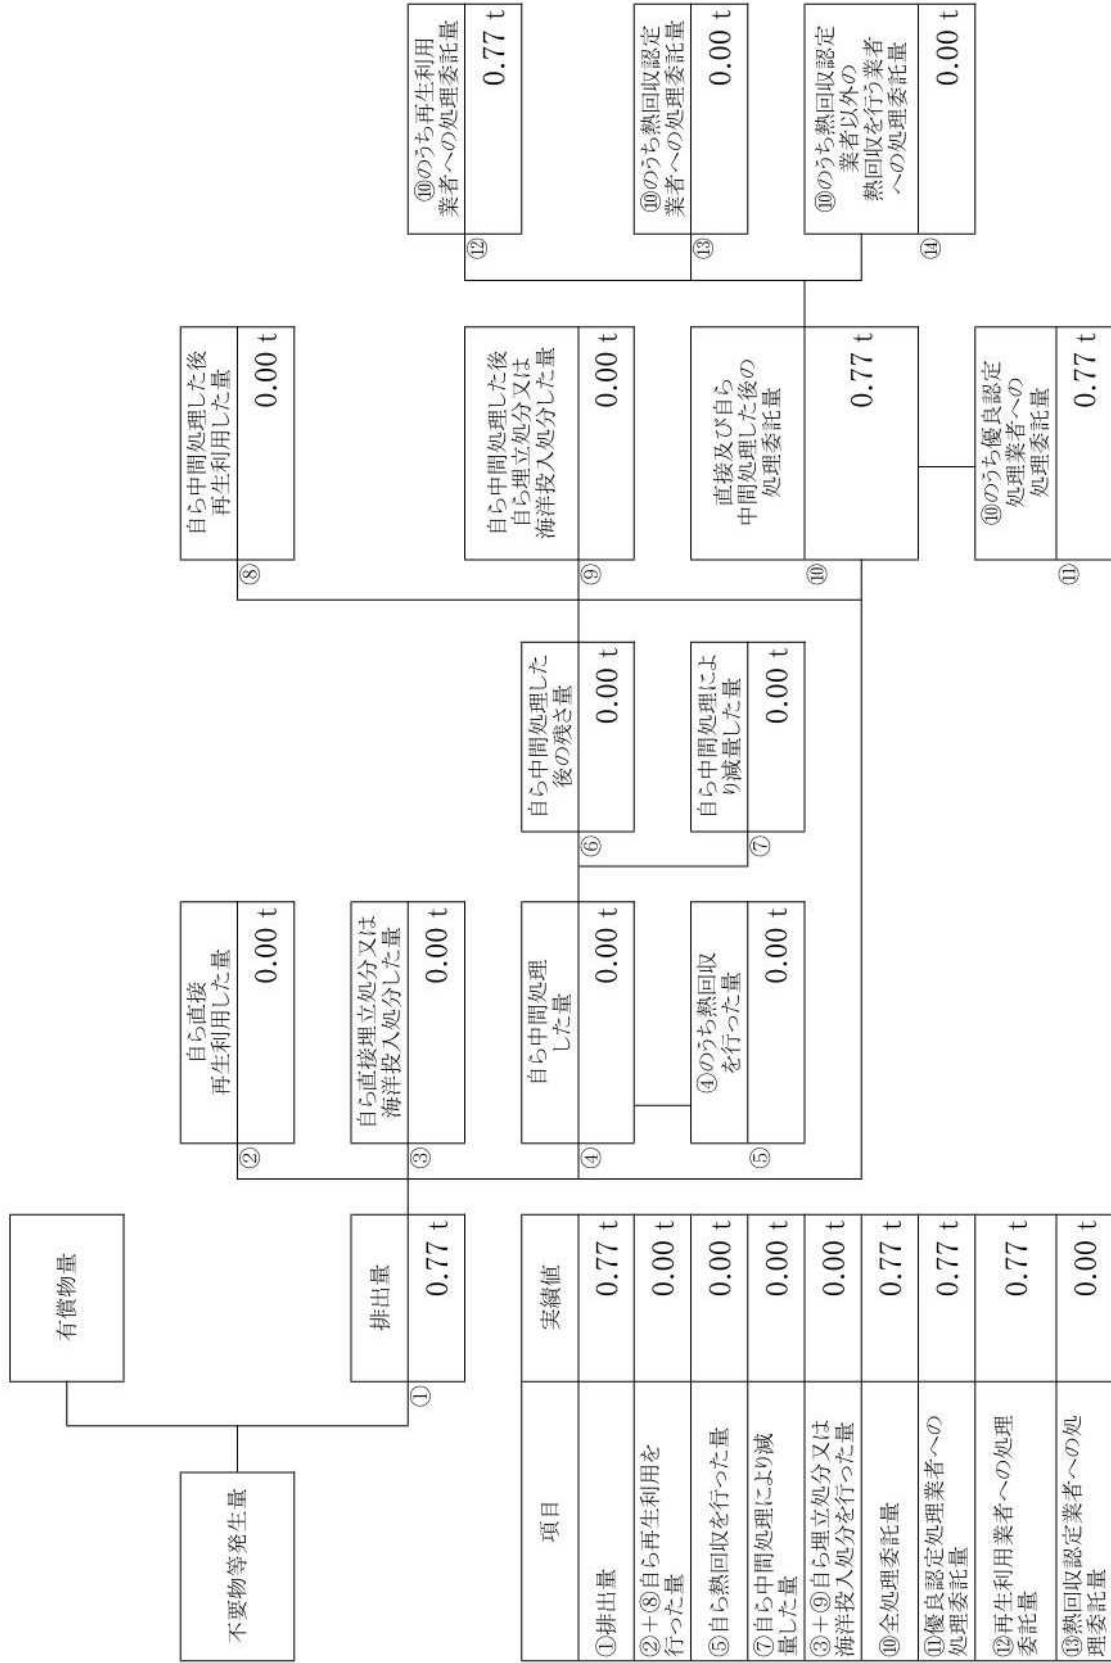 不要物等発生量
有償物量
排出量
①
0.77 t
自ら直接
再生利用した量
②
0.00 t
自ら直接埋立処分又は
海洋投入処分した量
③
0.00 t
自ら中間処理
した量
④
0.00 t
④のうち熱回収
を行った量
⑤
0.00 t
自ら中間処理した
後の残さ量
⑥
0.00 t
自ら中間処理によ
り減量した量
⑦
0.00 t
自ら中間処理した後
再生利用した量
⑧
0.00 t
自ら中間処理した後
自ら埋立処分又は
海洋投入処分した量
⑨
0.00 t
直接及び自ら
中間処理した後の
処理委託量
⑩
0.77 t
⑩のうち優良認定
処理業者への
処理委託量
⑪
0.77 t
⑩のうち再生利用
業者への処理委託量
⑫
0.77 t
⑩のうち熱回収認定
業者への処理委託量
⑬
0.00 t
⑩のうち熱回収認定
業者以外の
熱回収を行う業者
への処理委託量
⑭
0.00 t
項目 実績値
①排出量 0.77 t
②+⑧自ら再生利用を
行った量 0.00 t
⑤自ら熱回収を行った量 0.00 t
⑦自ら中間処理により減
量した量 0.00 t
③+⑨自ら埋立処分又は
海洋投入処分を行った量 0.00 t
⑩全処理委託量 0.77 t
⑪優良認定処理業者への
処理委託量 0.77 t
⑫再生利用業者への処理
委託量 0.77 t
⑬熱回収認定業者への処
理委託量 0.00 t